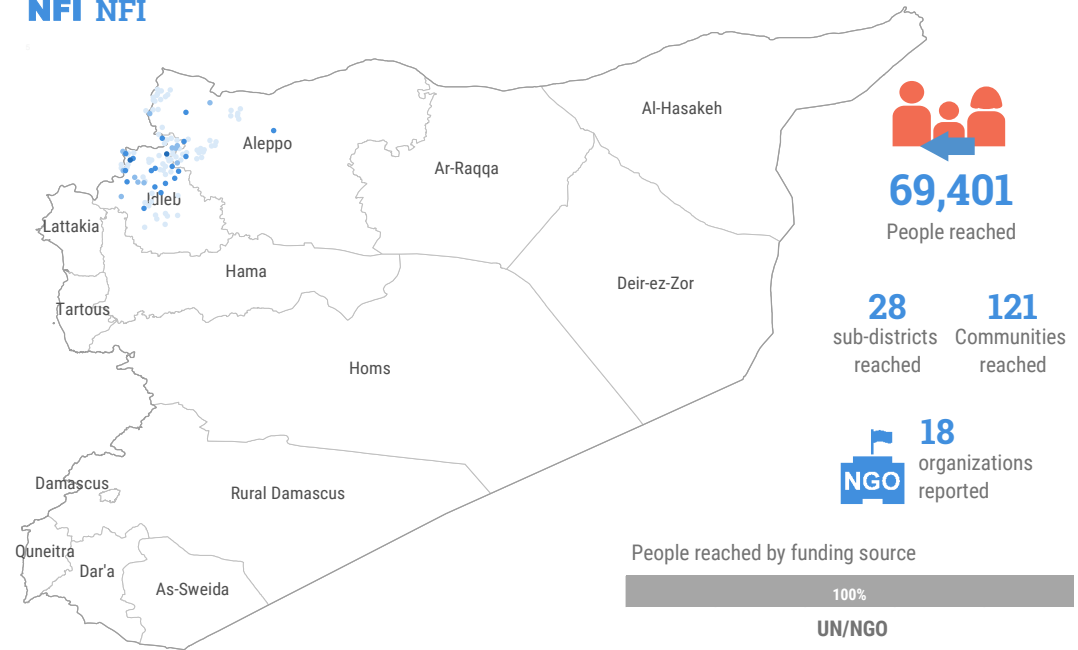 NFI NFI
Al-Hasakeh
Aleppo
Ar-Raqqa
Idleb
Lattakia
Hama
Deir-ez-Zor
Tartous
Homs
Damascus
Rural Damascus
Quneitra
Dar'a
As-Sweida
69,401
People reached
28
sub-districts
reached
121
Communities
reached
NGO
18
organizations
reported
People reached by funding source
100%
UN/NGO